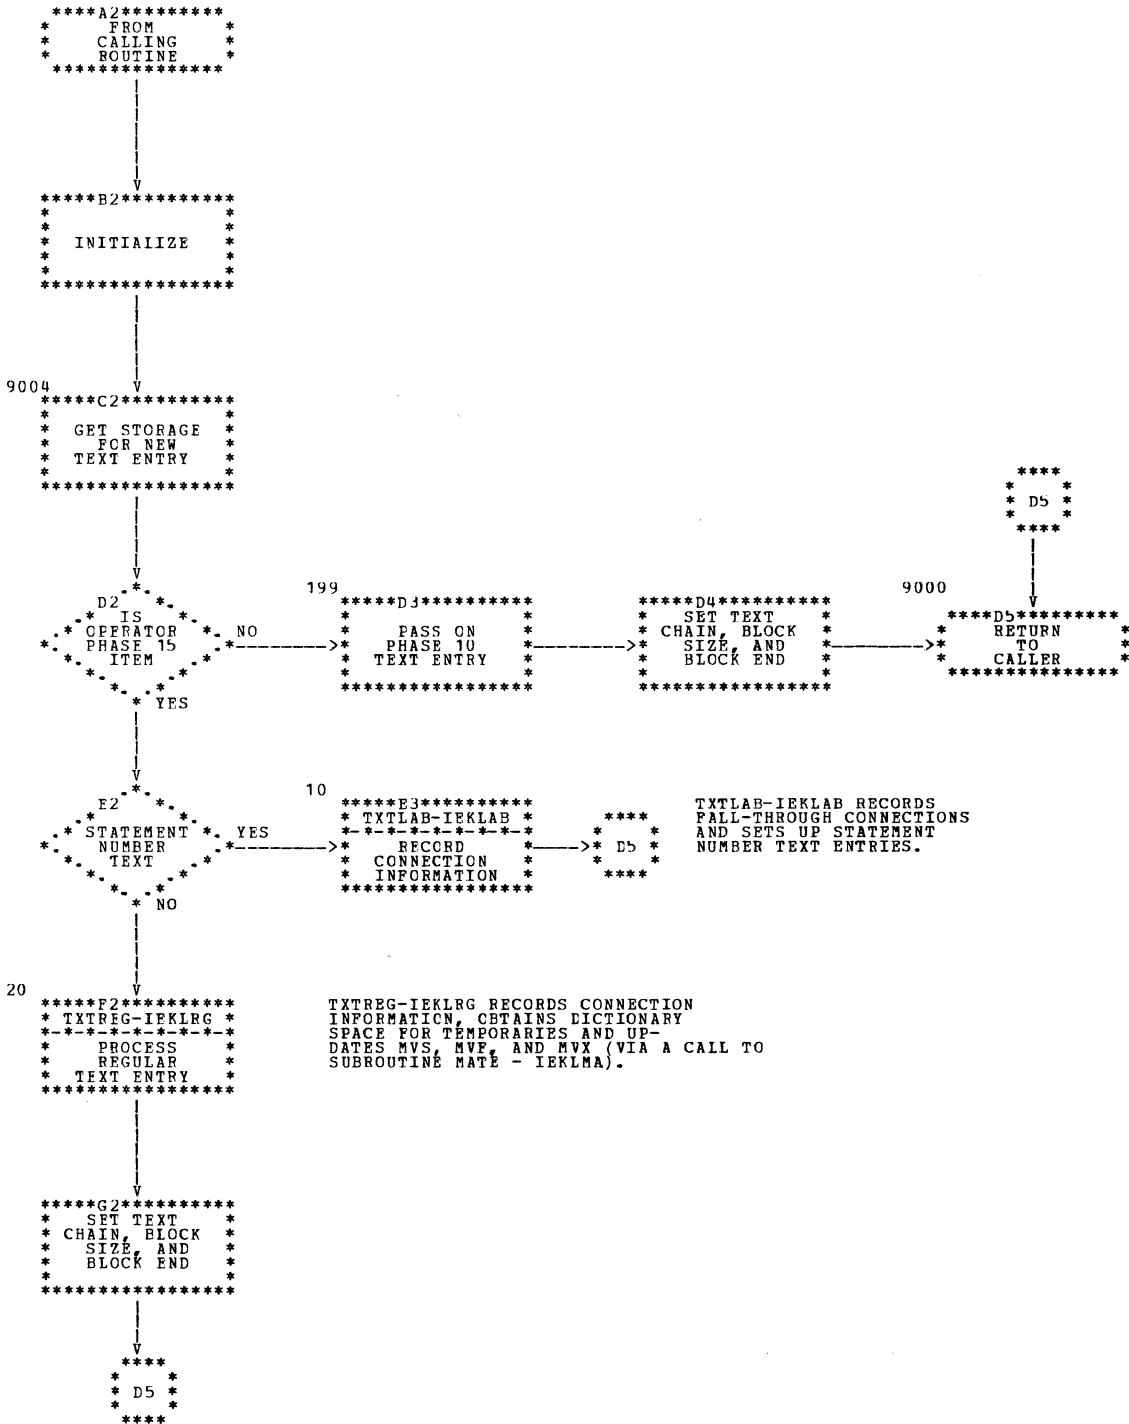 ****A2*********
* FROM *
* CALLING *
* ROUTINE *
***************
*****B2**********
* INITIALIZE *
*****************
9004
*****C2**********
* GET STORAGE *
* FOR NEW *
* TEXT ENTRY *
*****************
****
* D5 *
****
D2
IS
OPERATOR
PHASE 15
ITEM
NO
YES
199
*****D3**********
* PASS ON *
* PHASE 10 *
* TEXT ENTRY *
*****************
*****D4**********
* SET TEXT *
* CHAIN, BLOCK *
* SIZE, AND *
* BLOCK END *
*****************
9000
****D5*********
* RETURN *
* TO *
* CALLER *
***************
E2
STATEMENT
NUMBER
TEXT
YES
NO
10
*****E3**********
* TXTLAB-IEKLAB *
*-*-*-*-*-*-*-*-*
* RECORD *
* CONNECTION *
* INFORMATION *
*****************
****
* D5 *
****
TXTLAB-IEKLAB RECORDS
FALL-THROUGH CONNECTIONS
AND SETS UP STATEMENT
NUMBER TEXT ENTRIES.
20
*****F2**********
* TXTREG-IEKLRG *
*-*-*-*-*-*-*-*-*
* PROCESS *
* REGULAR *
* TEXT ENTRY *
*****************
TXTREG-IEKLRG RECORDS CONNECTION
INFORMATION, OBTAINS DICTIONARY
SPACE FOR TEMPORARIES AND UP-
DATES MVS, MVF, AND MVX (VIA A CALL TO
SUBROUTINE MATE - IEKLMA).
*****G2**********
* SET TEXT *
* CHAIN, BLOCK *
* SIZE, AND *
* BLOCK END *
*****************
****
* D5 *
****